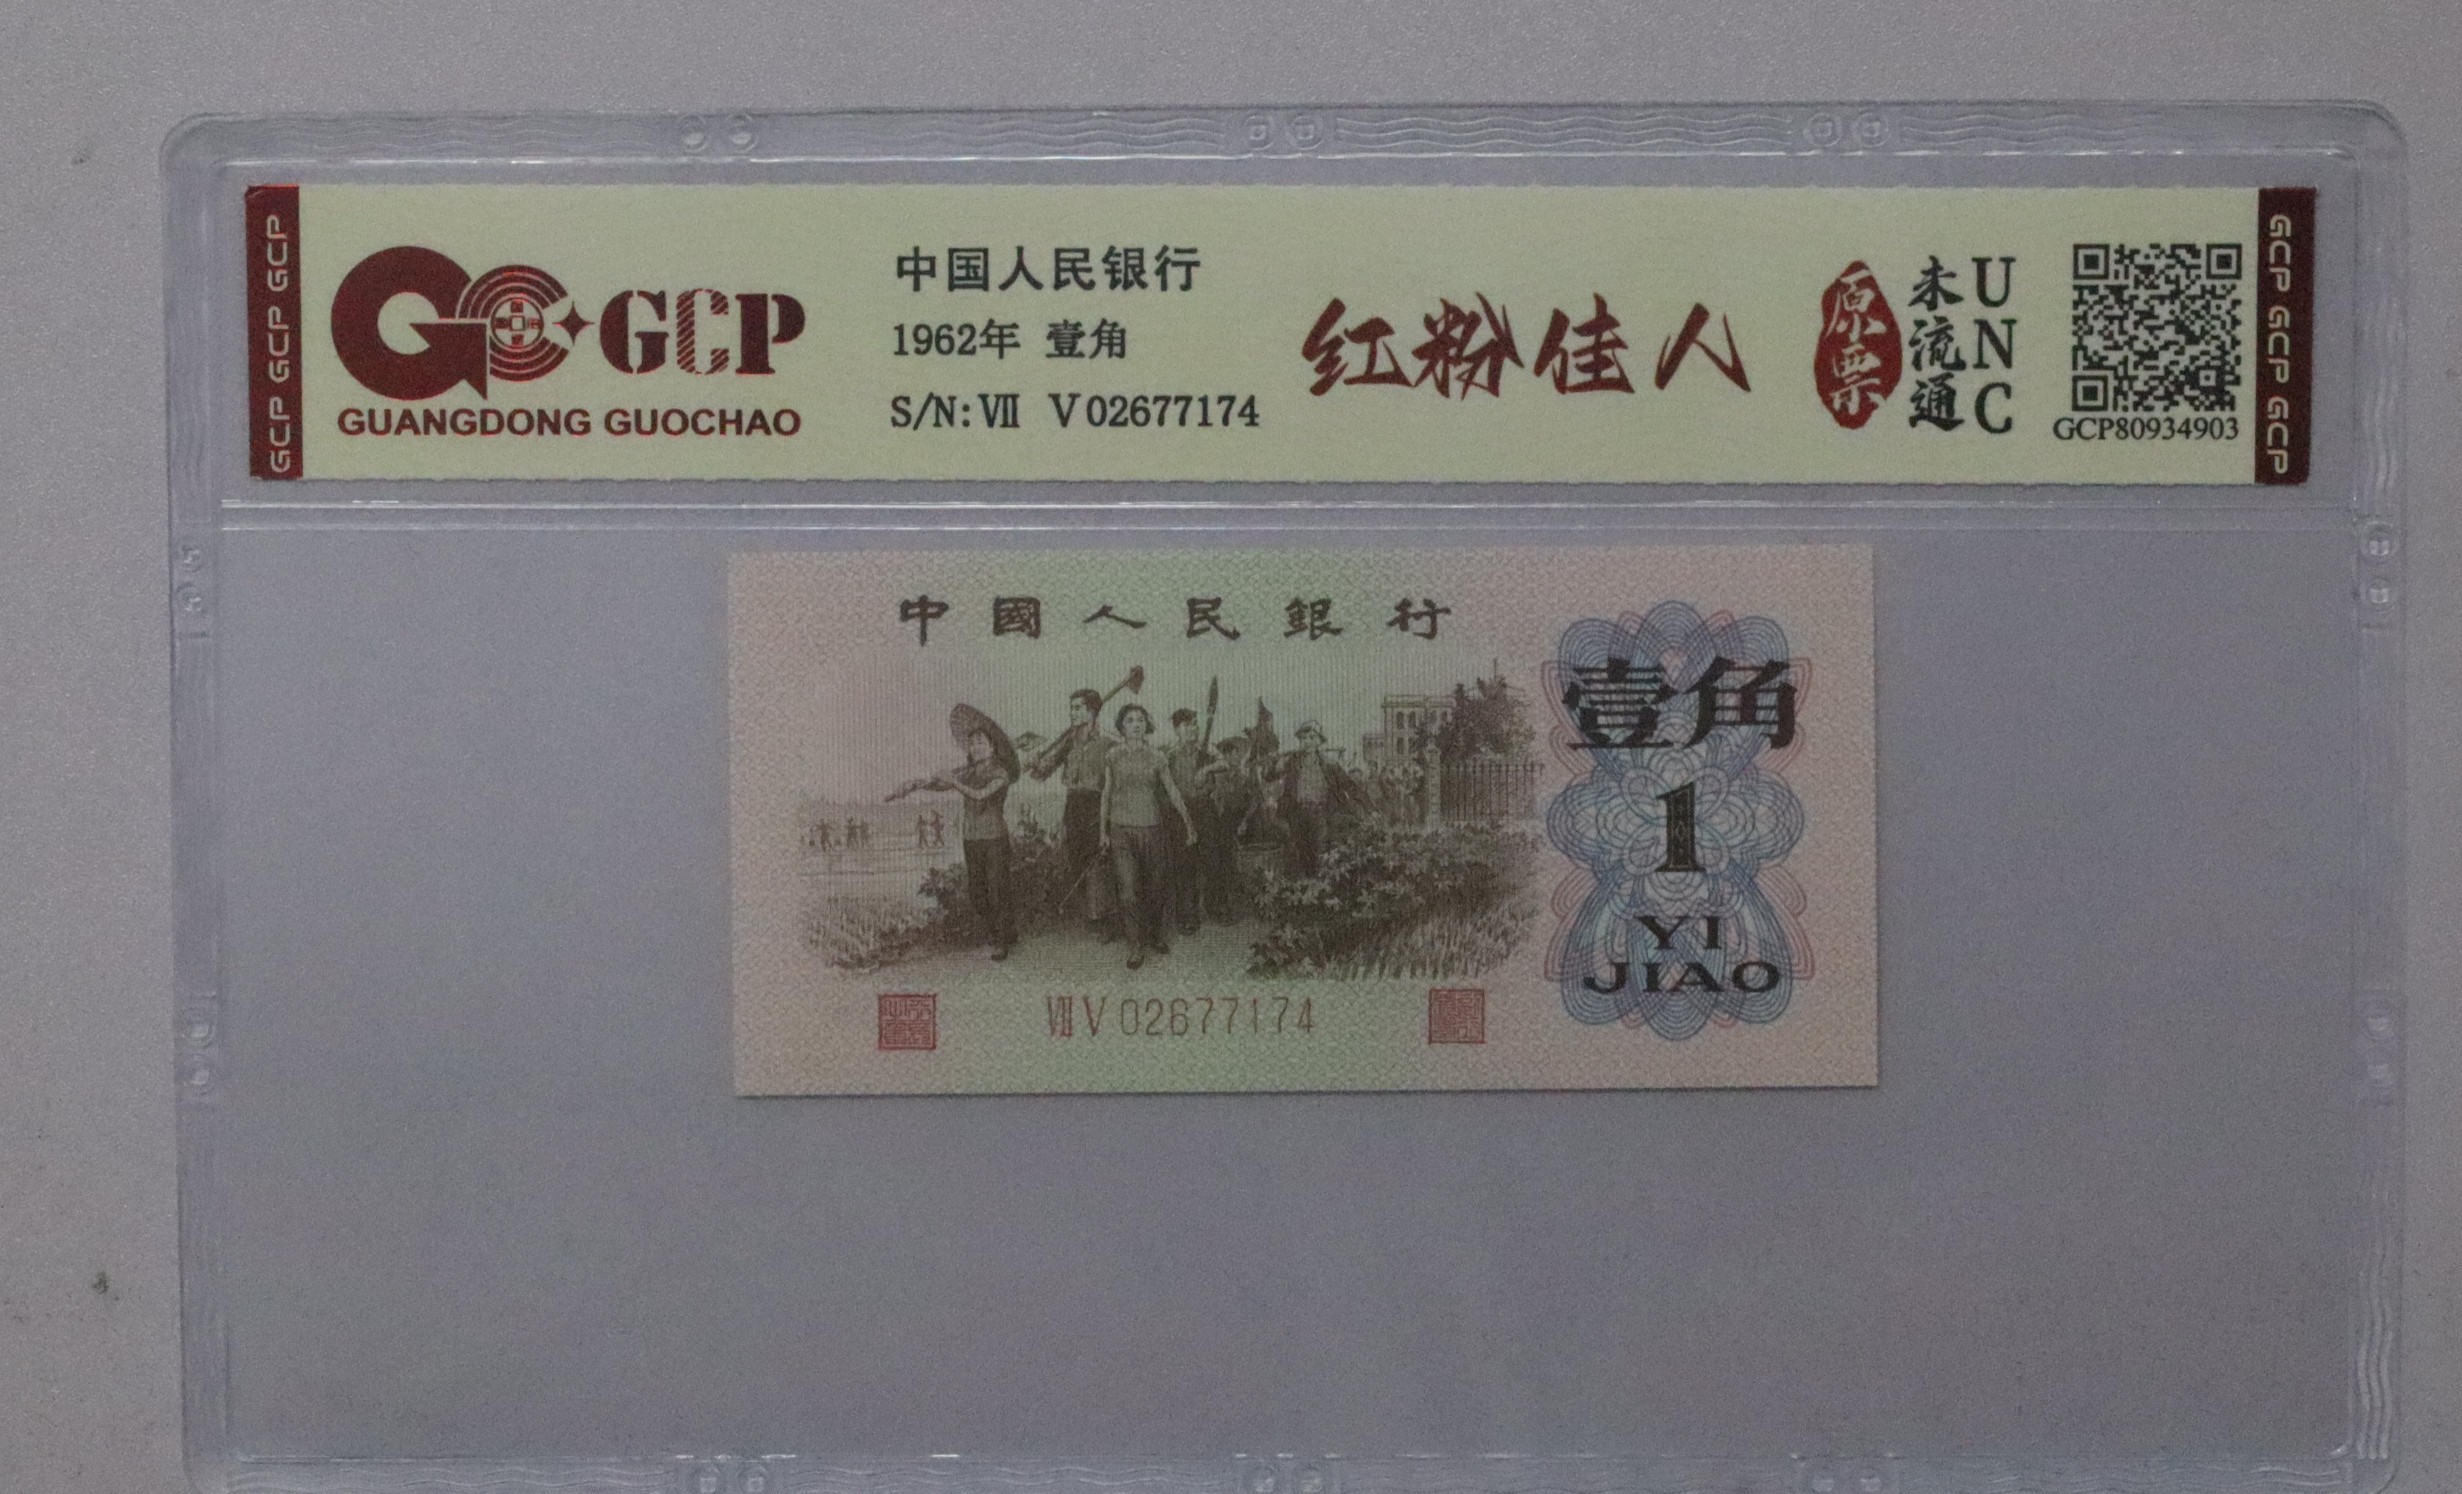 GCP GCP GCP
GCP
GUANGDONG GUOCHAO
中国人民银行
1962年 壹角
S/N: Ⅶ V 02677174
红粉佳人
原票
未流通
UNC
GCP80934903
GCP GCP GCP
中國人民銀行
壹角
1
YI
JIAO
Ⅶ V 02677174